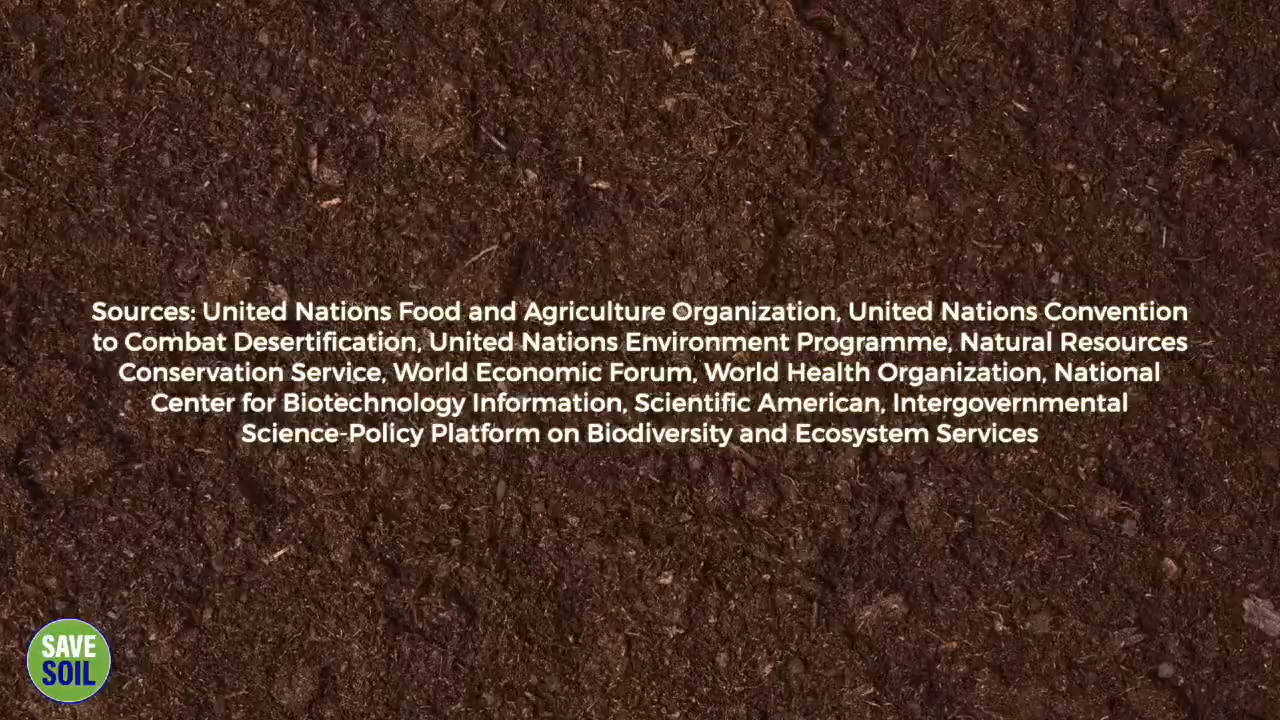 Sources: United Nations Food and Agriculture Organization, United Nations Convention
to Combat Desertification, United Nations Environment Programme, Natural Resources
Conservation Service, World Economic Forum, World Health Organization, National
Center for Biotechnology Information, Scientific American, Intergovernmental
Science-Policy Platform on Biodiversity and Ecosystem Services
SAVE
SOIL